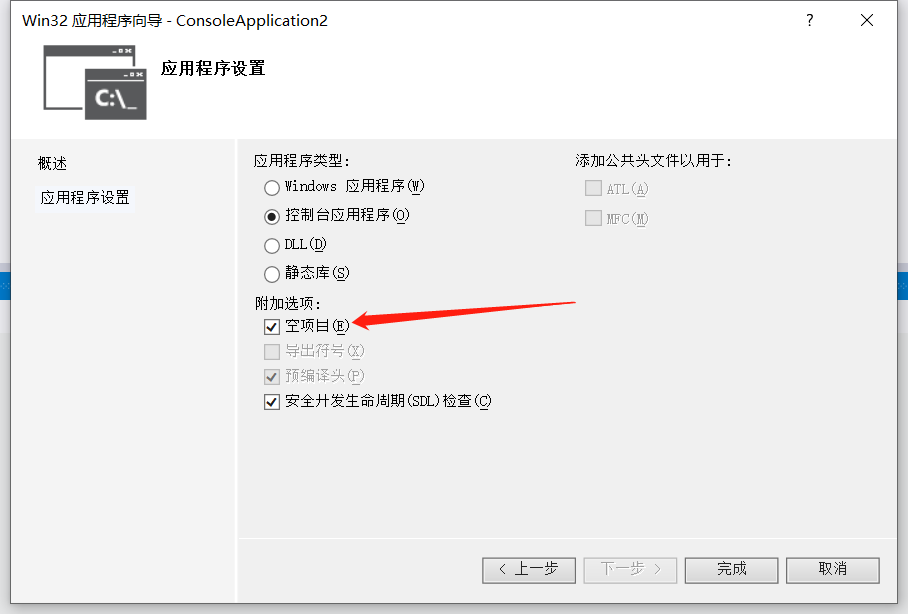 Win32 应用程序向导 - ConsoleApplication2
?
C:\_
应用程序设置
概述
应用程序设置
应用程序类型:
Windows 应用程序(W)
控制台应用程序(O)
DLL(D)
静态库(S)
附加选项:
空项目(E)
导出符号(X)
预编译头(P)
安全开发生命周期(SDL)检查(C)
添加公共头文件以用于:
ATL(A)
MFC(M)
< 上一步
下一步 >
完成
取消